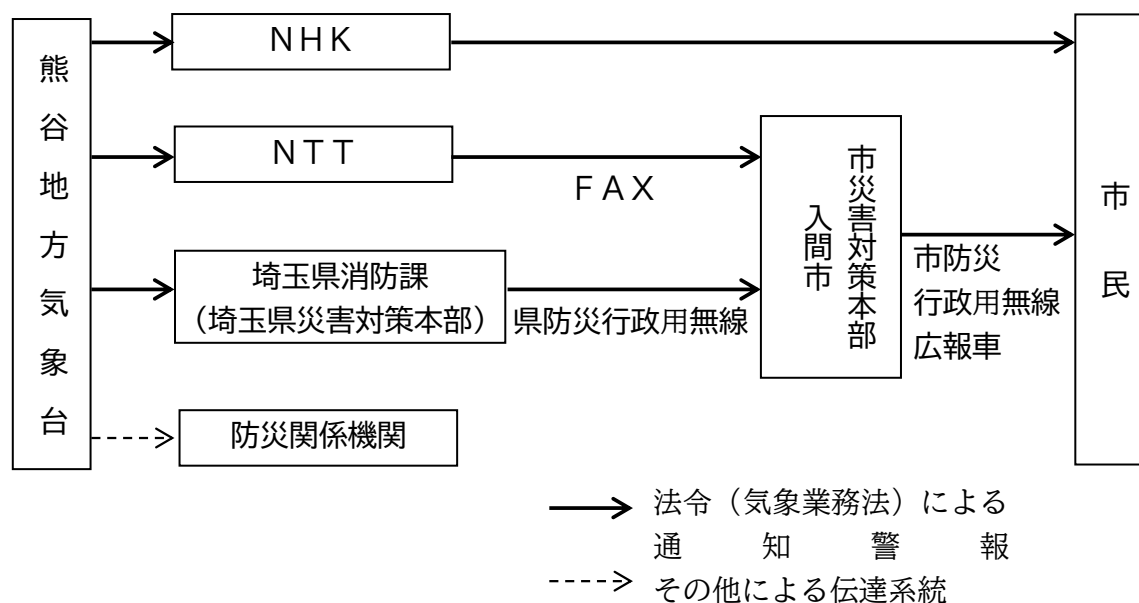 熊谷地方気象台
NHK
NTT
FAX
埼玉県消防課
(埼玉県災害対策本部)
県防災行政用無線
防災関係機関
市災害対策本部
入間市
市防災
行政用無線
広報車
市民
法令(気象業務法)による
通知警報
その他による伝達系統